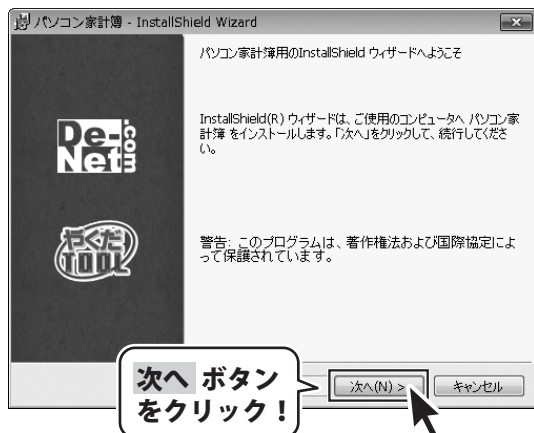 パソコン家計簿 - InstallShield Wizard
パソコン家計簿用のInstallShield ウィザードへようこそ
InstallShield(R) ウィザードは、ご使用のコンピュータへ パソコン家
計簿 をインストールします。「次へ」をクリックして、続行してくださ
い。
De-
Net
.com
やくだつ
TOOL
警告: このプログラムは、著作権法および国際協定によ
って保護されています。
次へ ボタン
をクリック！
次へ(N) >
キャンセル